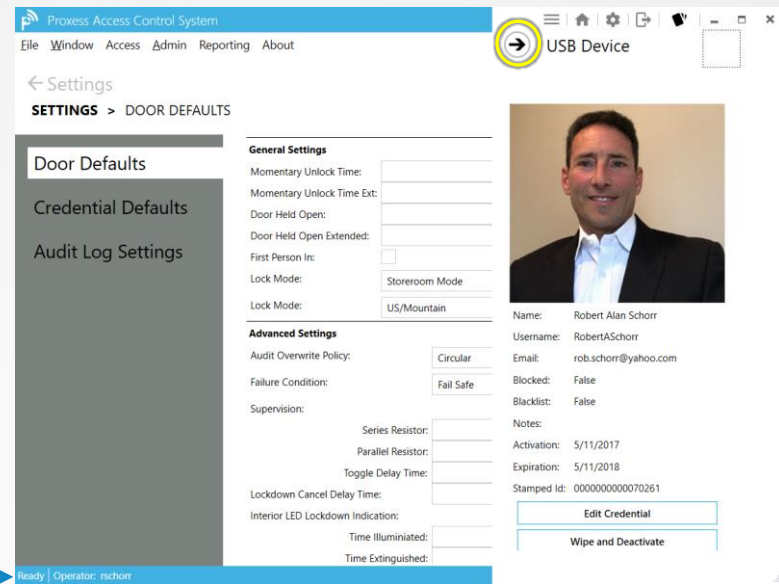 Proxess Access Control System
File Window Access Admin Reporting About
USB Device
Settings
SETTINGS > DOOR DEFAULTS
Door Defaults
Credential Defaults
Audit Log Settings
General Settings
Momentary Unlock Time:
Momentary Unlock Time Ext:
Door Held Open:
Door Held Open Extended:
First Person In:
Lock Mode: Storeroom Mode
Lock Mode: US/Mountain
Advanced Settings
Audit Overwrite Policy: Circular
Failure Condition: Fail Safe
Supervision:
Series Resistor:
Parallel Resistor:
Toggle Delay Time:
Lockdown Cancel Delay Time:
Interior LED Lockdown Indication:
Time Illuminiated:
Time Extinguished:
Name: Robert Alan Schorr
Username: RobertASchorr
Email: rob.schorr@yahoo.com
Blocked: False
Blacklist: False
Notes:
Activation: 5/11/2017
Expiration: 5/11/2018
Stamped Id: 0000000000070261
Edit Credential
Wipe and Deactivate
Ready Operator: rschorr